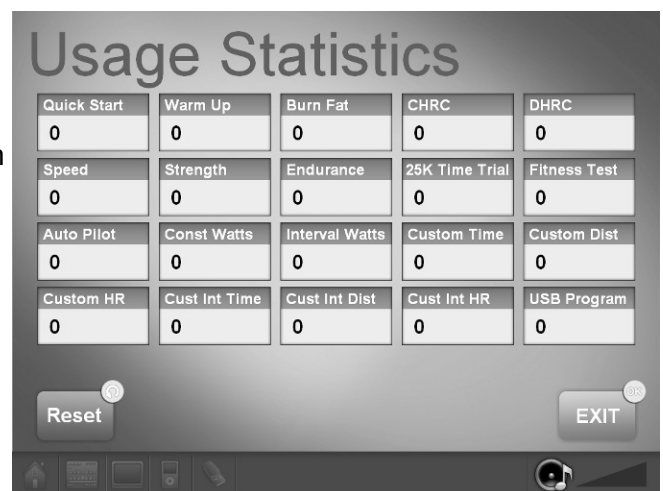 Usage Statistics
Quick Start Warm Up Burn Fat CHRC DHRC
0 0 0 0 0
Speed Strength Endurance 25K Time Trial Fitness Test
0 0 0 0 0
Auto Pilot Const Watts Interval Watts Custom Time Custom Dist
0 0 0 0 0
Custom HR Cust Int Time Cust Int Dist Cust Int HR USB Program
0 0 0 0 0
OK
Reset EXIT